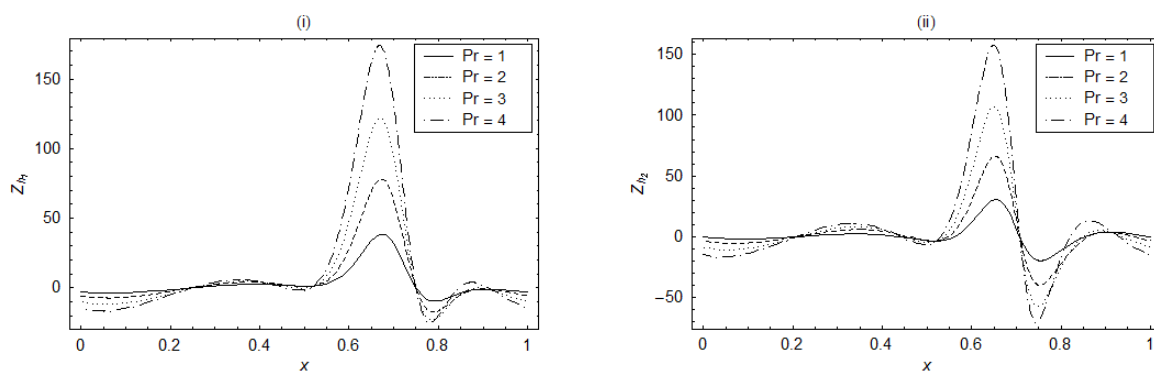 (i)
Pr = 1
Pr = 2
Pr = 3
Pr = 4
150
100
50
0
Z_{h_1}
0 0.2 0.4 0.6 0.8 1
x
(ii)
Pr = 1
Pr = 2
Pr = 3
Pr = 4
150
100
50
0
−50
Z_{h_2}
0 0.2 0.4 0.6 0.8 1
x